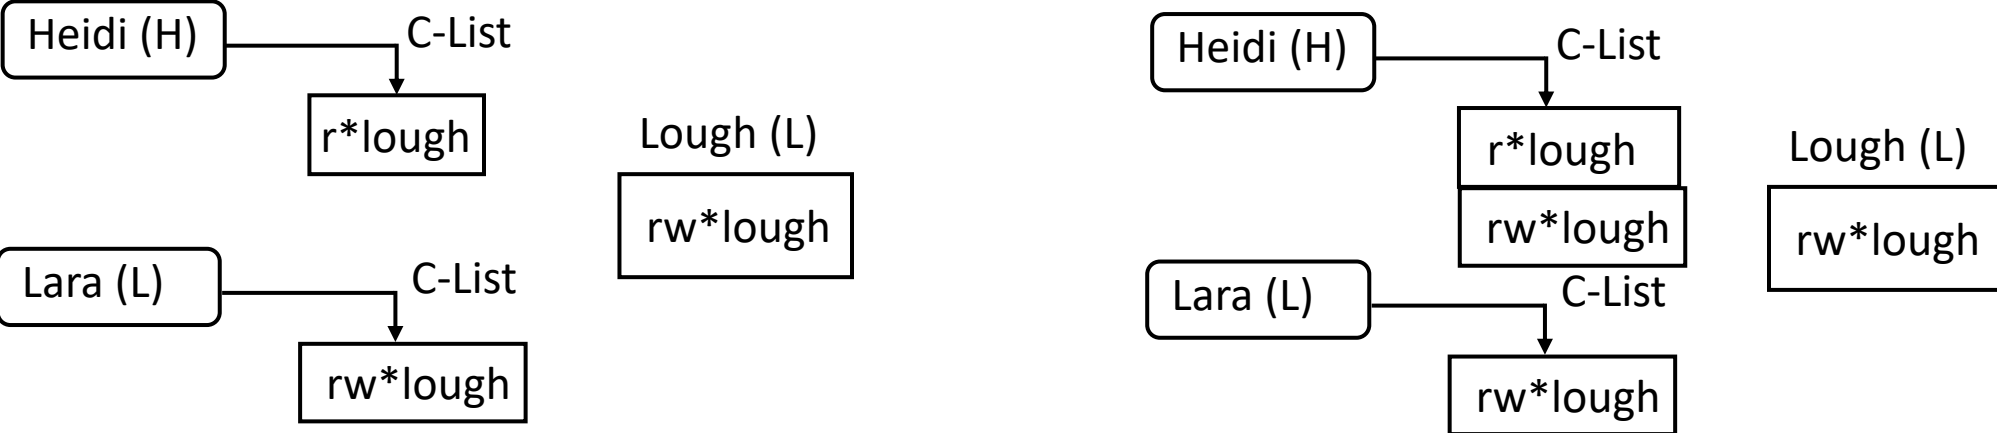 Heidi (H)
C-List
r*lough
Lough (L)
rw*lough
Lara (L)
C-List
rw*lough
Heidi (H)
C-List
r*lough
rw*lough
Lough (L)
rw*lough
Lara (L)
C-List
rw*lough